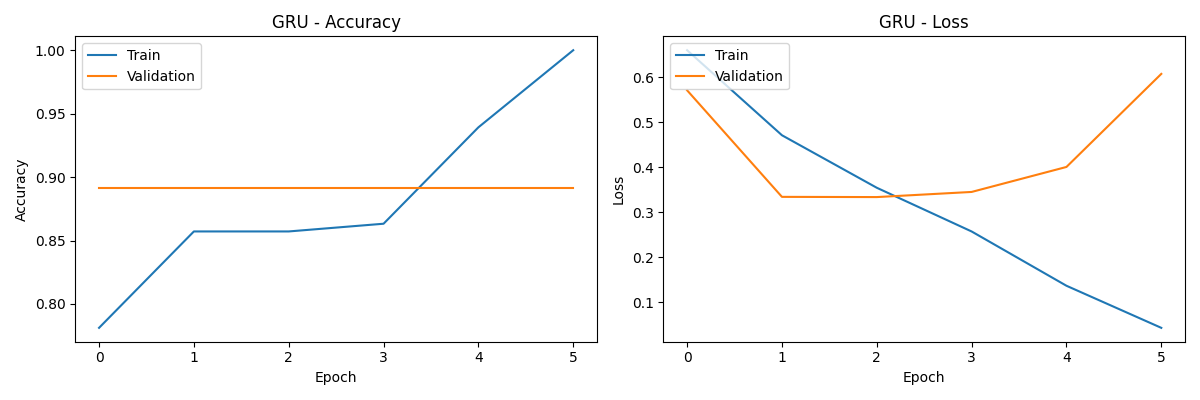 GRU - Accuracy
Train
Validation
1.00
0.95
0.90
0.85
0.80
Accuracy
0 1 2 3 4 5
Epoch
GRU - Loss
Train
Validation
0.6
0.5
0.4
0.3
0.2
0.1
Loss
0 1 2 3 4 5
Epoch